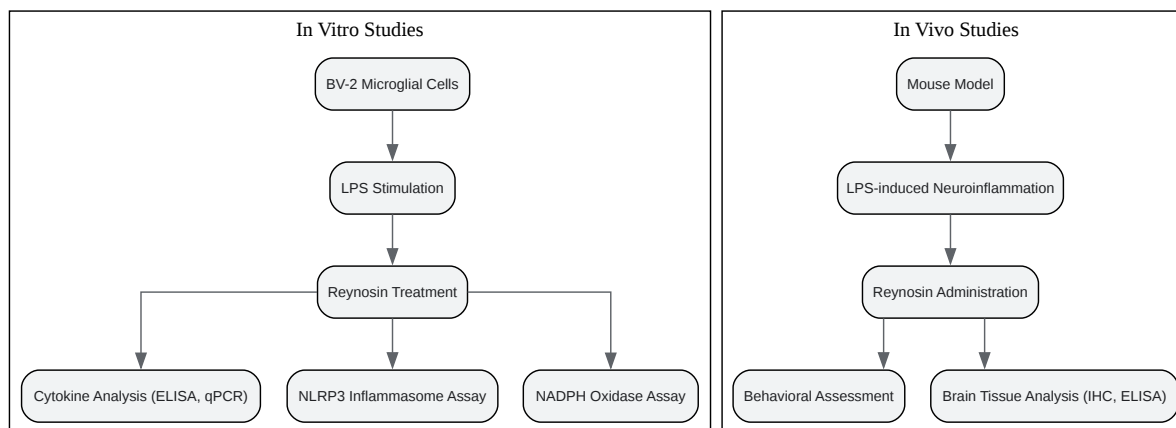 In Vitro Studies
BV-2 Microglial Cells
LPS Stimulation
Reynosin Treatment
Cytokine Analysis (ELISA, qPCR)
NLRP3 Inflammasome Assay
NADPH Oxidase Assay
In Vivo Studies
Mouse Model
LPS-induced Neuroinflammation
Reynosin Administration
Behavioral Assessment
Brain Tissue Analysis (IHC, ELISA)